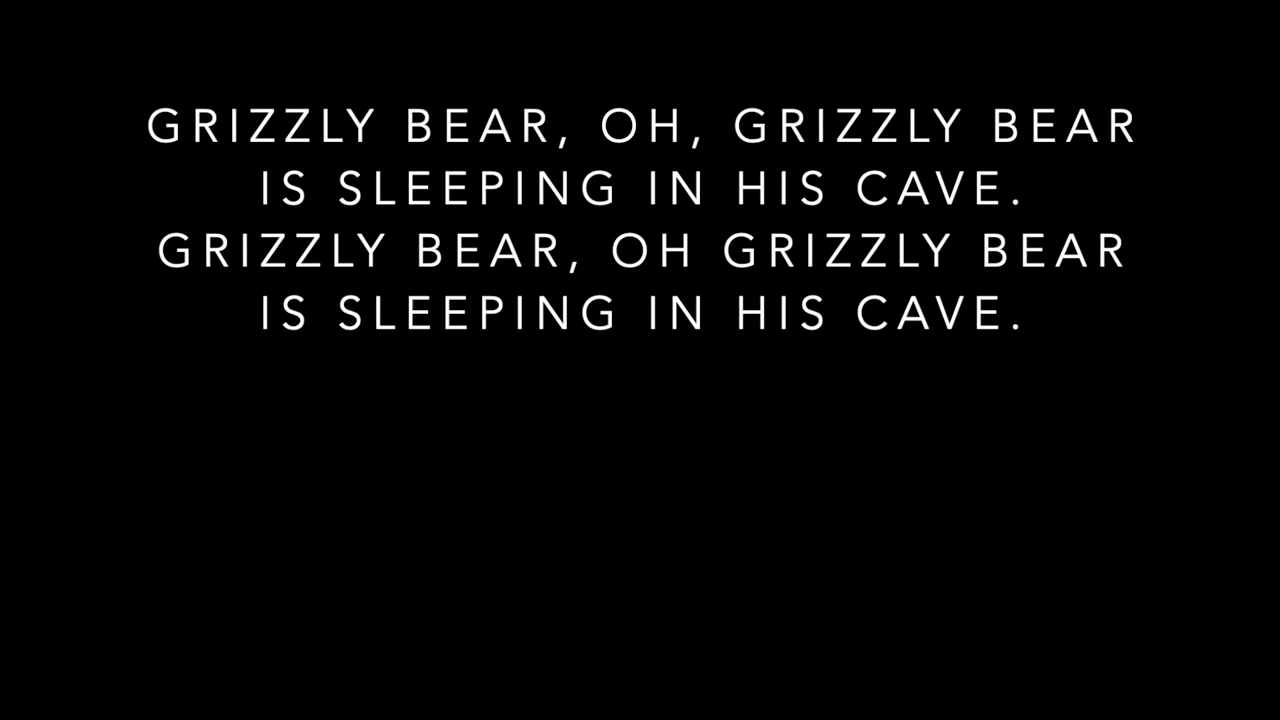 GRIZZLY BEAR, OH, GRIZZLY BEAR
IS SLEEPING IN HIS CAVE.
GRIZZLY BEAR, OH GRIZZLY BEAR
IS SLEEPING IN HIS CAVE.